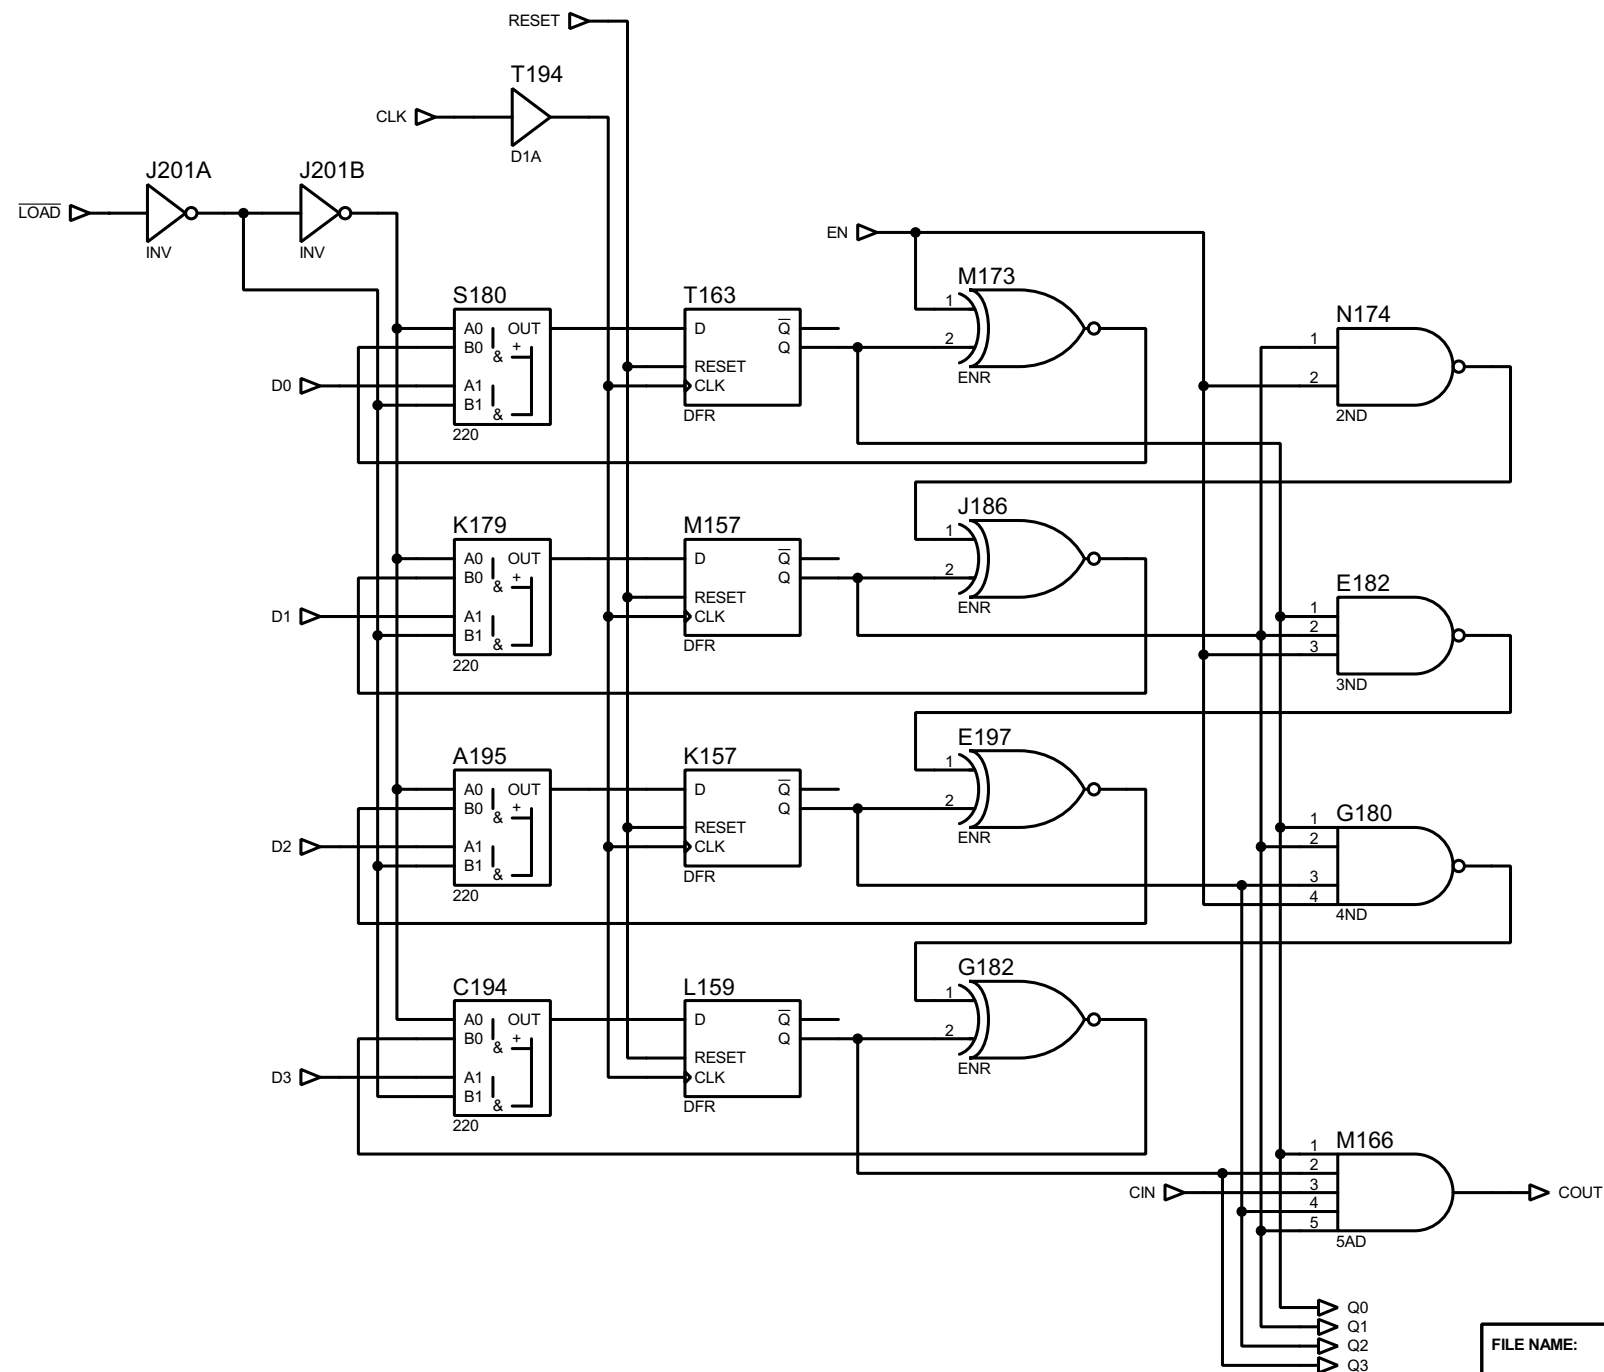 RESET
T194
CLK
D1A
J201A
J201B
LOAD
INV
INV
EN
M173
1
2
ENR
S180
A0 OUT
B0 +
&
A1
B1
&
220
T163
D Q
Q
RESET
CLK
DFR
N174
1
2
2ND
D0
J186
1
2
ENR
K179
A0 OUT
B0 +
&
A1
B1
&
220
M157
D Q
Q
RESET
CLK
DFR
E182
1
2
3
3ND
D1
E197
1
2
ENR
A195
A0 OUT
B0 +
&
A1
B1
&
220
K157
D Q
Q
RESET
CLK
DFR
G180
1
2
3
4
4ND
D2
G182
1
2
ENR
C194
A0 OUT
B0 +
&
A1
B1
&
220
L159
D Q
Q
RESET
CLK
DFR
D3
M166
1
2
3
4
5
5AD
CIN
COUT
Q0
Q1
Q2
Q3
FILE NAME: